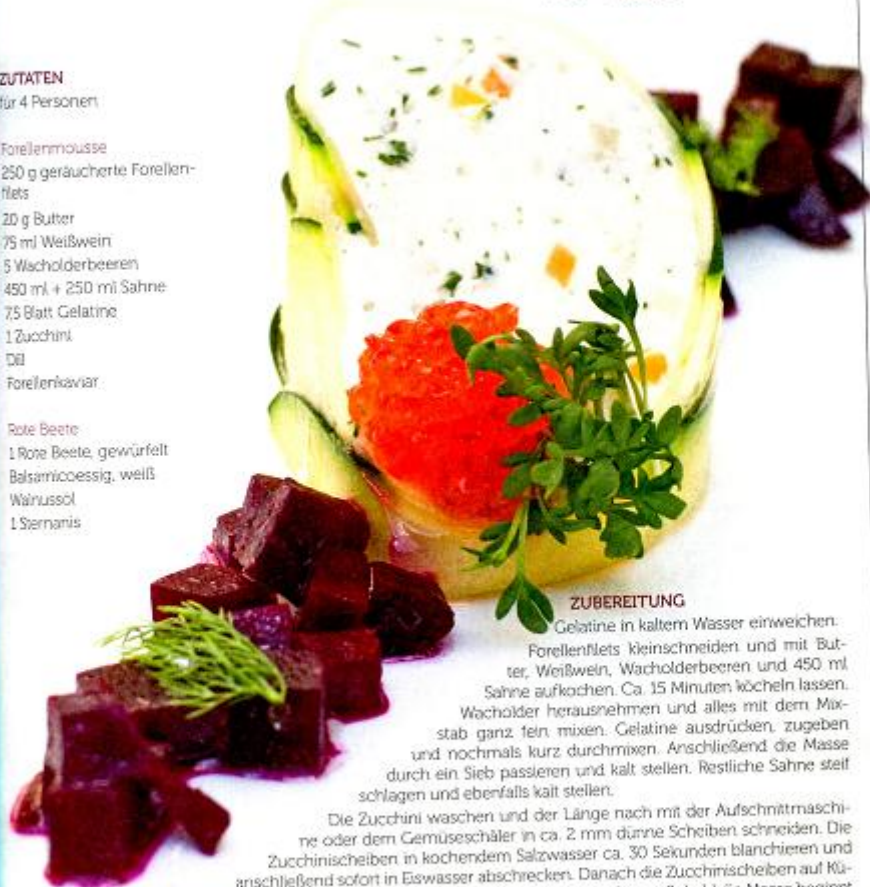 ZUTATEN
für 4 Personen
Forellenmousse
250 g geräucherte Forellen-
filets
20 g Butter
75 ml Weißwein
5 Wacholderbeeren
450 ml + 250 ml Sahne
7,5 Blatt Gelatine
1 Zucchini
Dill
Forellenkaviar
Rote Beete
1 Rote Beete, gewürfelt
Balsamicoessig, weiß
Walnussöl
1 Sternanis
ZUBEREITUNG
Gelatine in kaltem Wasser einweichen.
Forellenfilets kleinschneiden und mit But-
ter, Weißwein, Wacholderbeeren und 450 ml
Sahne aufkochen. Ca. 15 Minuten köcheln lassen.
Wacholder herausnehmen und alles mit dem Mix-
stab ganz fein mixen. Gelatine ausdrücken, zugeben
und nochmals kurz durchmixen. Anschließend die Masse
durch ein Sieb passieren und kalt stellen. Restliche Sahne steif
schlagen und ebenfalls kalt stellen.
Die Zucchini waschen und der Länge nach mit der Aufschnittmaschi-
ne oder dem Gemüseschäler in ca. 2 mm dünne Scheiben schneiden. Die
Zucchinischeiben in kochendem Salzwasser ca. 30 Sekunden blanchieren und
anschließend sofort in Eiswasser abschrecken. Danach die Zucchinischeiben auf Kü-